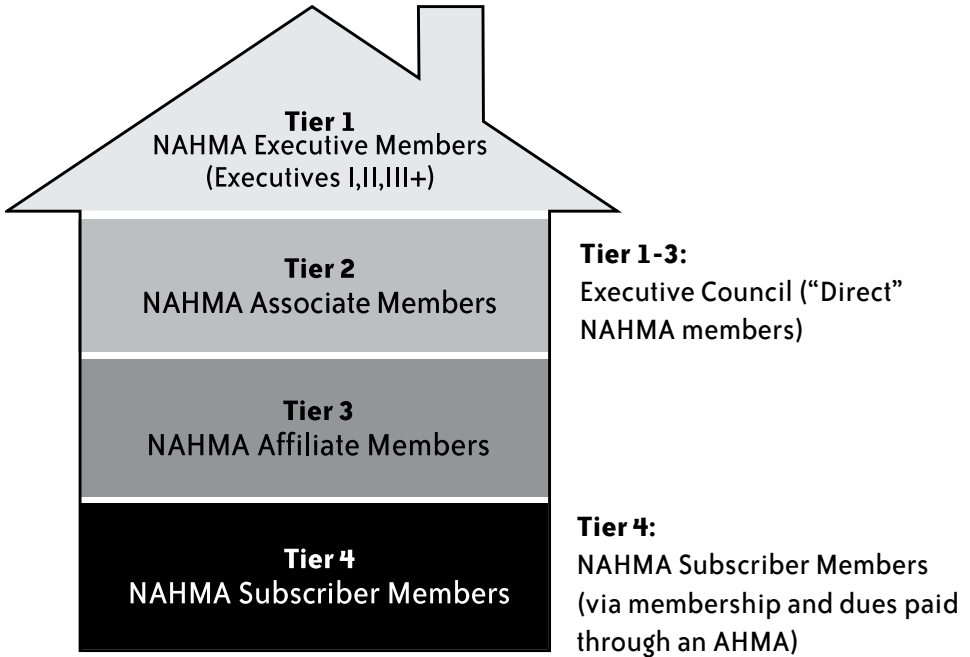 Tier 1
NAHMA Executive Members
(Executives I,II,III+)
Tier 2
NAHMA Associate Members
Tier 1-3:
Executive Council (“Direct”
NAHMA members)
Tier 3
NAHMA Affiliate Members
Tier 4
NAHMA Subscriber Members
Tier 4:
NAHMA Subscriber Members
(via membership and dues paid
through an AHMA)